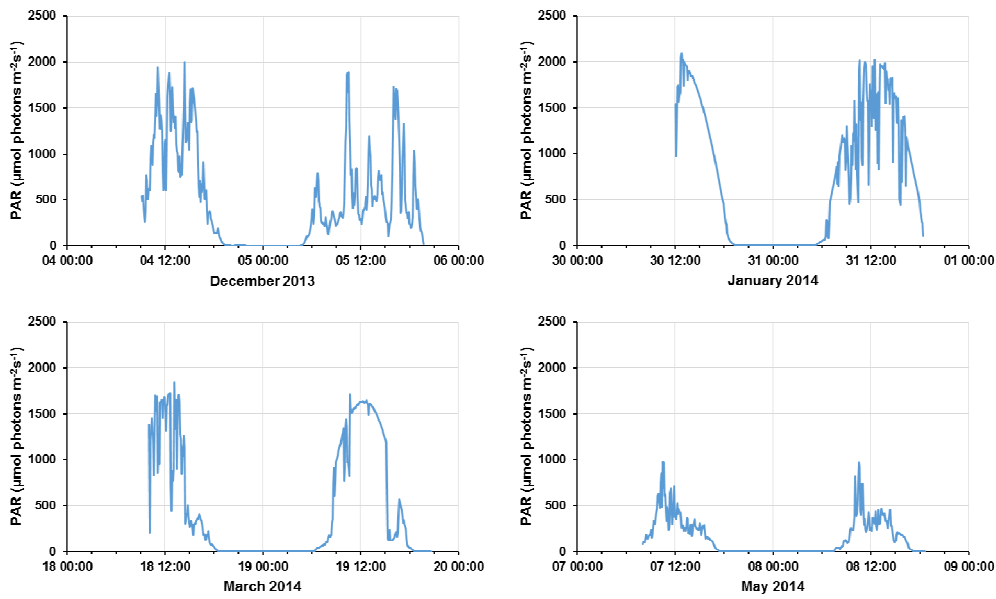 2500
2000
1500
1000
500
0
PAR (µmol photons m-2s-1)
04 00:00 04 12:00 05 00:00 05 12:00 06 00:00
December 2013
2500
2000
1500
1000
500
0
PAR (µmol photons m-2s-1)
30 00:00 30 12:00 31 00:00 31 12:00 01 00:00
January 2014
2500
2000
1500
1000
500
0
PAR (µmol photons m-2s-1)
18 00:00 18 12:00 19 00:00 19 12:00 20 00:00
March 2014
2500
2000
1500
1000
500
0
PAR (µmol photons m-2s-1)
07 00:00 07 12:00 08 00:00 08 12:00 09 00:00
May 2014